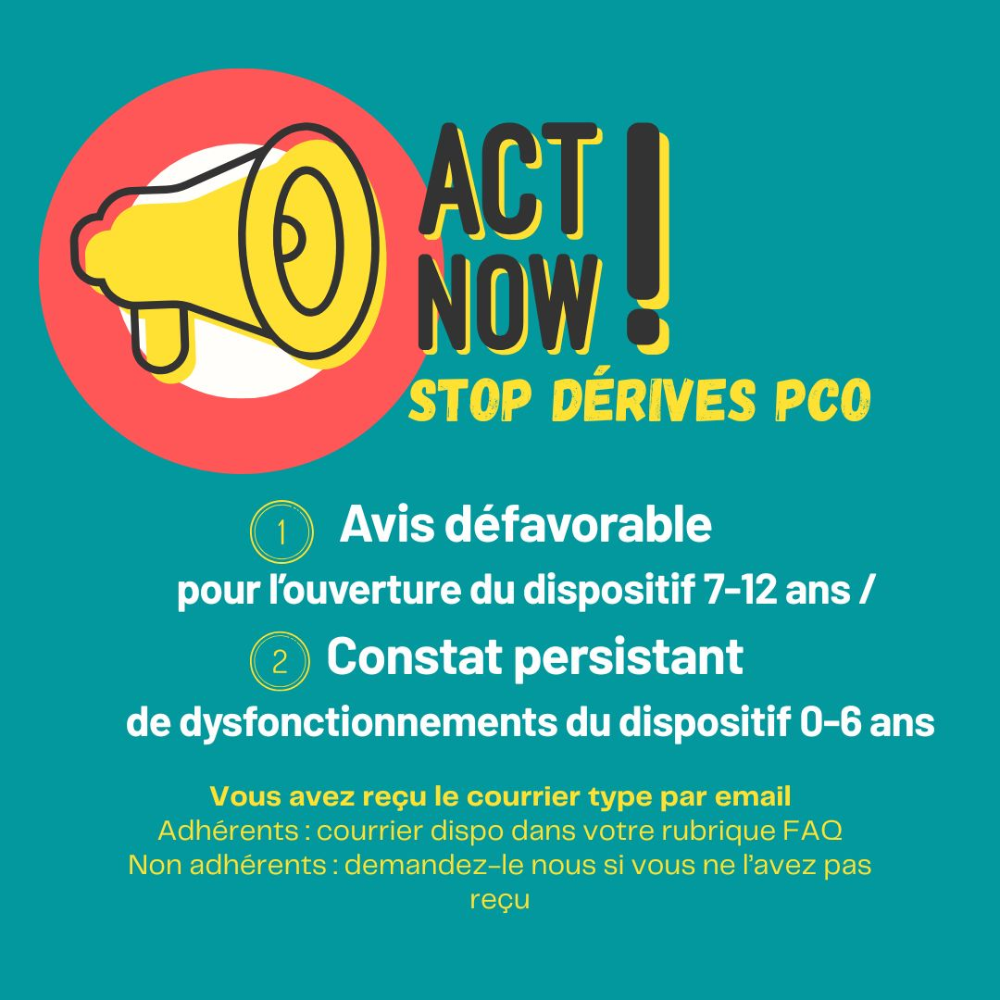 ACT
NOW!
STOP DÉRIVES PCO
1 Avis défavorable
pour l’ouverture du dispositif 7-12 ans /
2 Constat persistant
de dysfonctionnements du dispositif 0-6 ans
Vous avez reçu le courrier type par email
Adhérents : courrier dispo dans votre rubrique FAQ
Non adhérents : demandez-le nous si vous ne l’avez pas
reçu